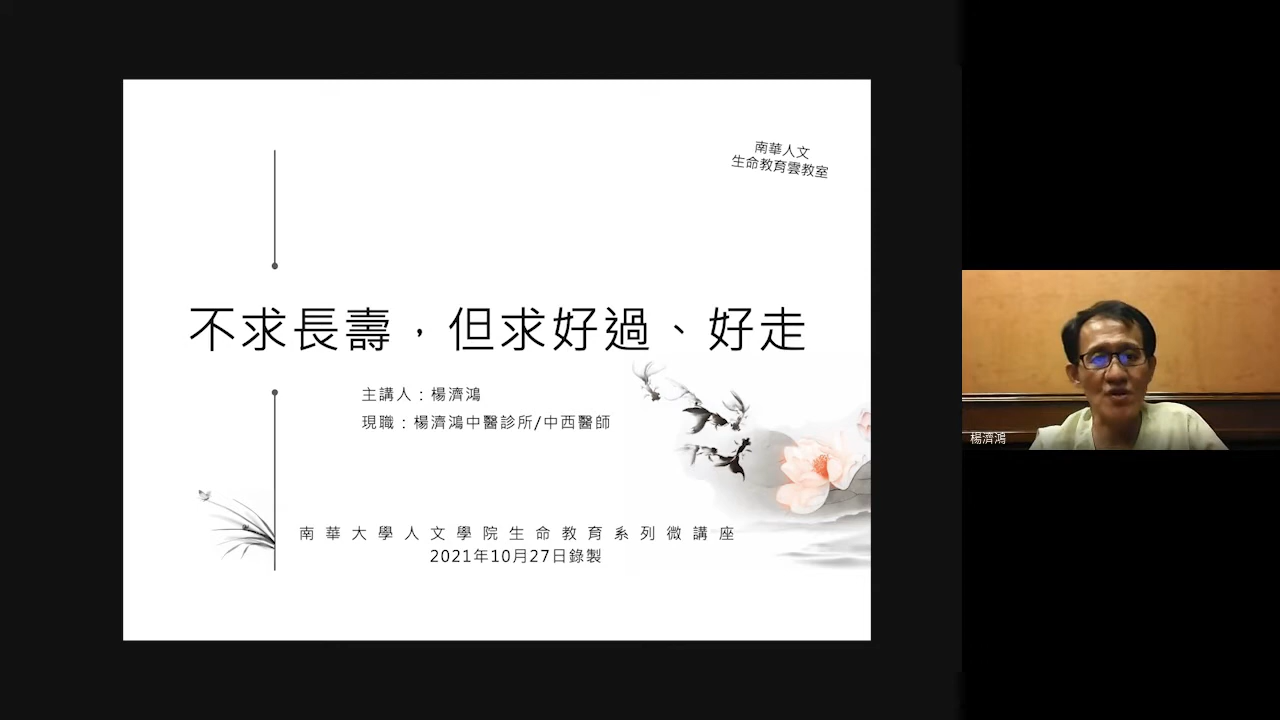 南華人文
生命教育雲教室
不求長壽，但求好過、好走
主講人：楊濟鴻
現職：楊濟鴻中醫診所/中西醫師
南華大學人文學院生命教育系列微講座
2021年10月27日錄製
楊濟鴻